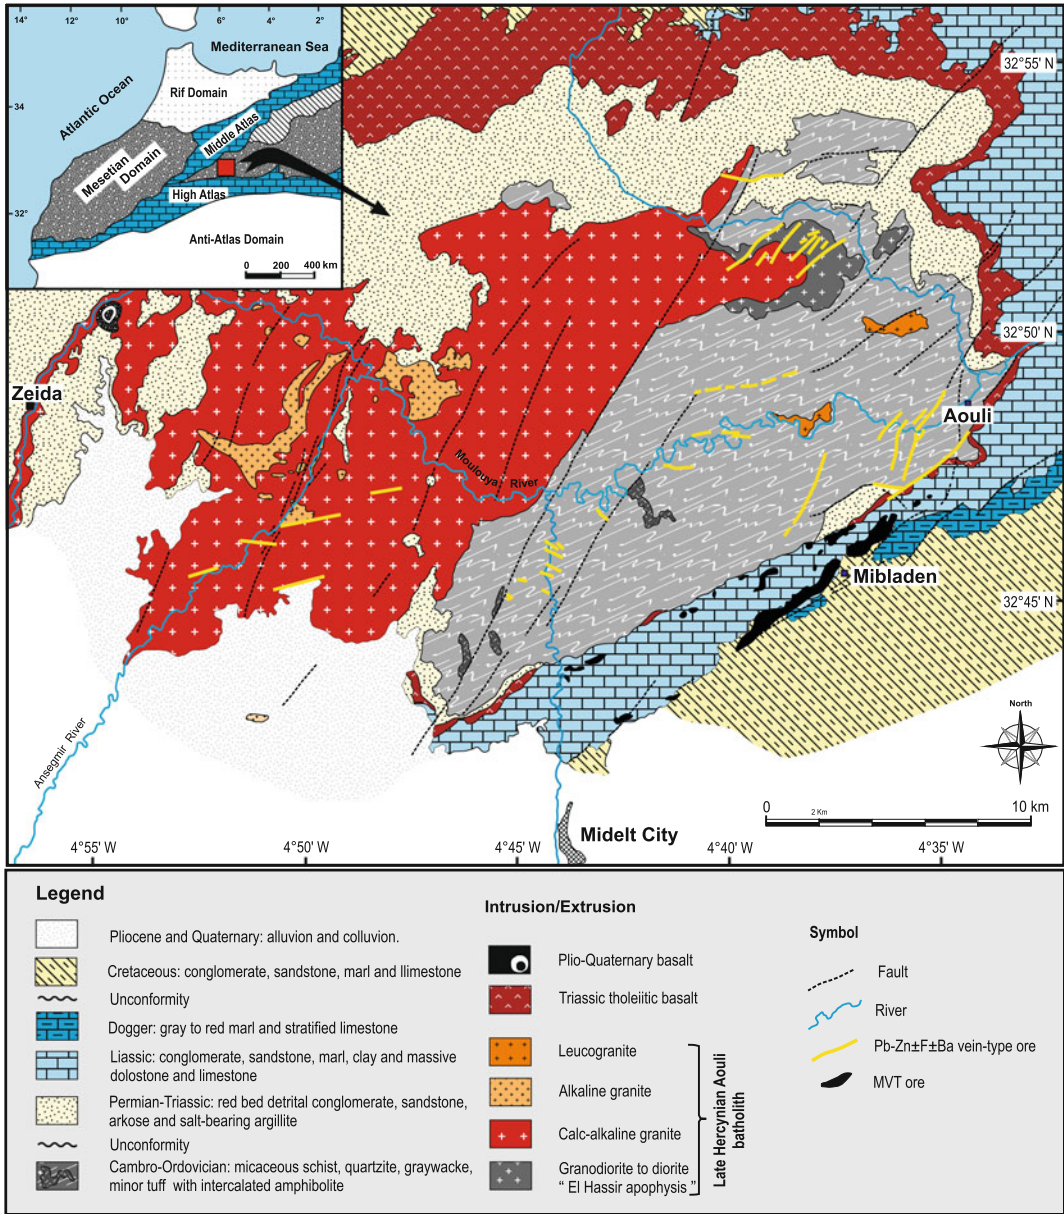 14° 10° 6° 2°
Mediterranean Sea
Atlantic Ocean
Rif Domain
34
Middle Atlas
Mesetian
Domain
High Atlas
32°
Anti-Atlas Domain
0 200 400 km
32°55' N
32°50' N
Zeida
Aouli
Moulouya River
Mibladen
32°45' N
Ansegmir River
North
0 2 Km 10 km
Midelt City
4°55' W 4°50' W 4°45' W 4°40' W 4°35' W
Legend
Pliocene and Quaternary: alluvion and colluvion.
Cretaceous: conglomerate, sandstone, marl and llimestone
Unconformity
Dogger: gray to red marl and stratified limestone
Liassic: conglomerate, sandstone, marl, clay and massive
dolostone and limestone
Permian-Triassic: red bed detrital conglomerate, sandstone,
arkose and salt-bearing argillite
Unconformity
Cambro-Ordovician: micaceous schist, quartzite, graywacke,
minor tuff with intercalated amphibolite
Intrusion/Extrusion
Plio-Quaternary basalt
Triassic tholeiitic basalt
Leucogranite
Alkaline granite
Calc-alkaline granite
Granodiorite to diorite
“ El Hassir apophysis ”
Late Hercynian Aouli
batholith
Symbol
Fault
River
Pb-Zn±F±Ba vein-type ore
MVT ore